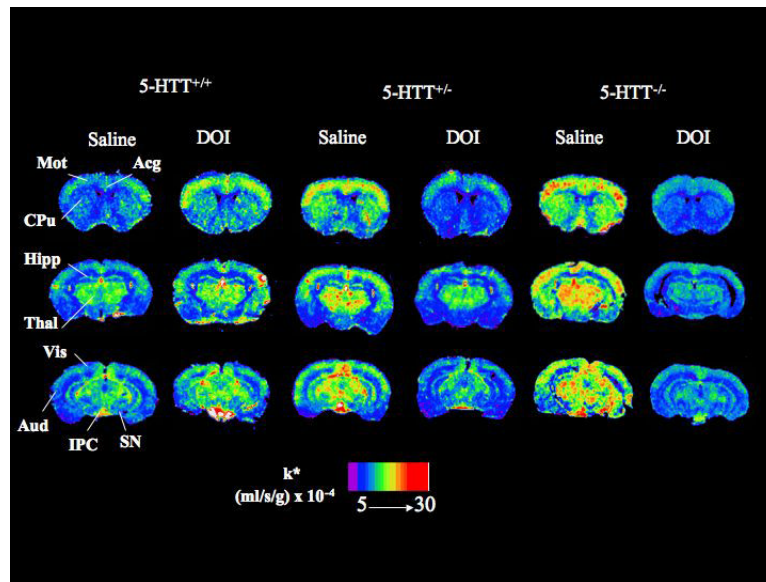 5-HTT+/+ 5-HTT+/- 5-HTT-/-
Saline DOI Saline DOI Saline DOI
Mot Acg
CPu
Hipp
Thal
Vis
Aud
IPC SN
k*
(ml/s/g) x 10-4
5 → 30